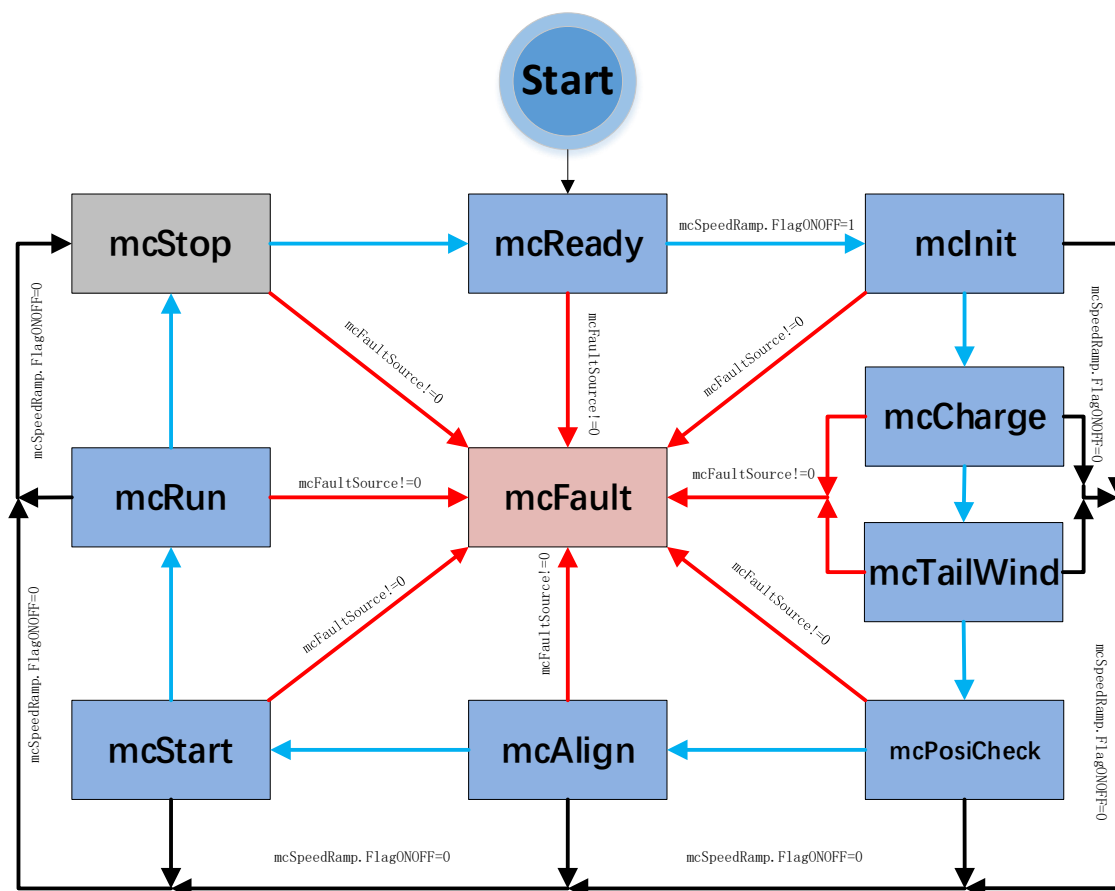 Start
mcStop
mcReady
mcSpeedRamp.FlagONOFF=1
mcInit
mcSpeedRamp.FlagONOFF=0
mcFaultSource!=0
mcFaultSource!=0
mcFaultSource!=0
mcSpeedRamp.FlagONOFF=0
mcCharge
mcRun
mcFaultSource!=0
mcFault
mcFaultSource!=0
mcTailWind
mcSpeedRamp.FlagONOFF=0
mcFaultSource!=0
mcFaultSource!=0
mcFaultSource!=0
mcSpeedRamp.FlagONOFF=0
mcStart
mcAlign
mcPosiCheck
mcSpeedRamp.FlagONOFF=0
mcSpeedRamp.FlagONOFF=0